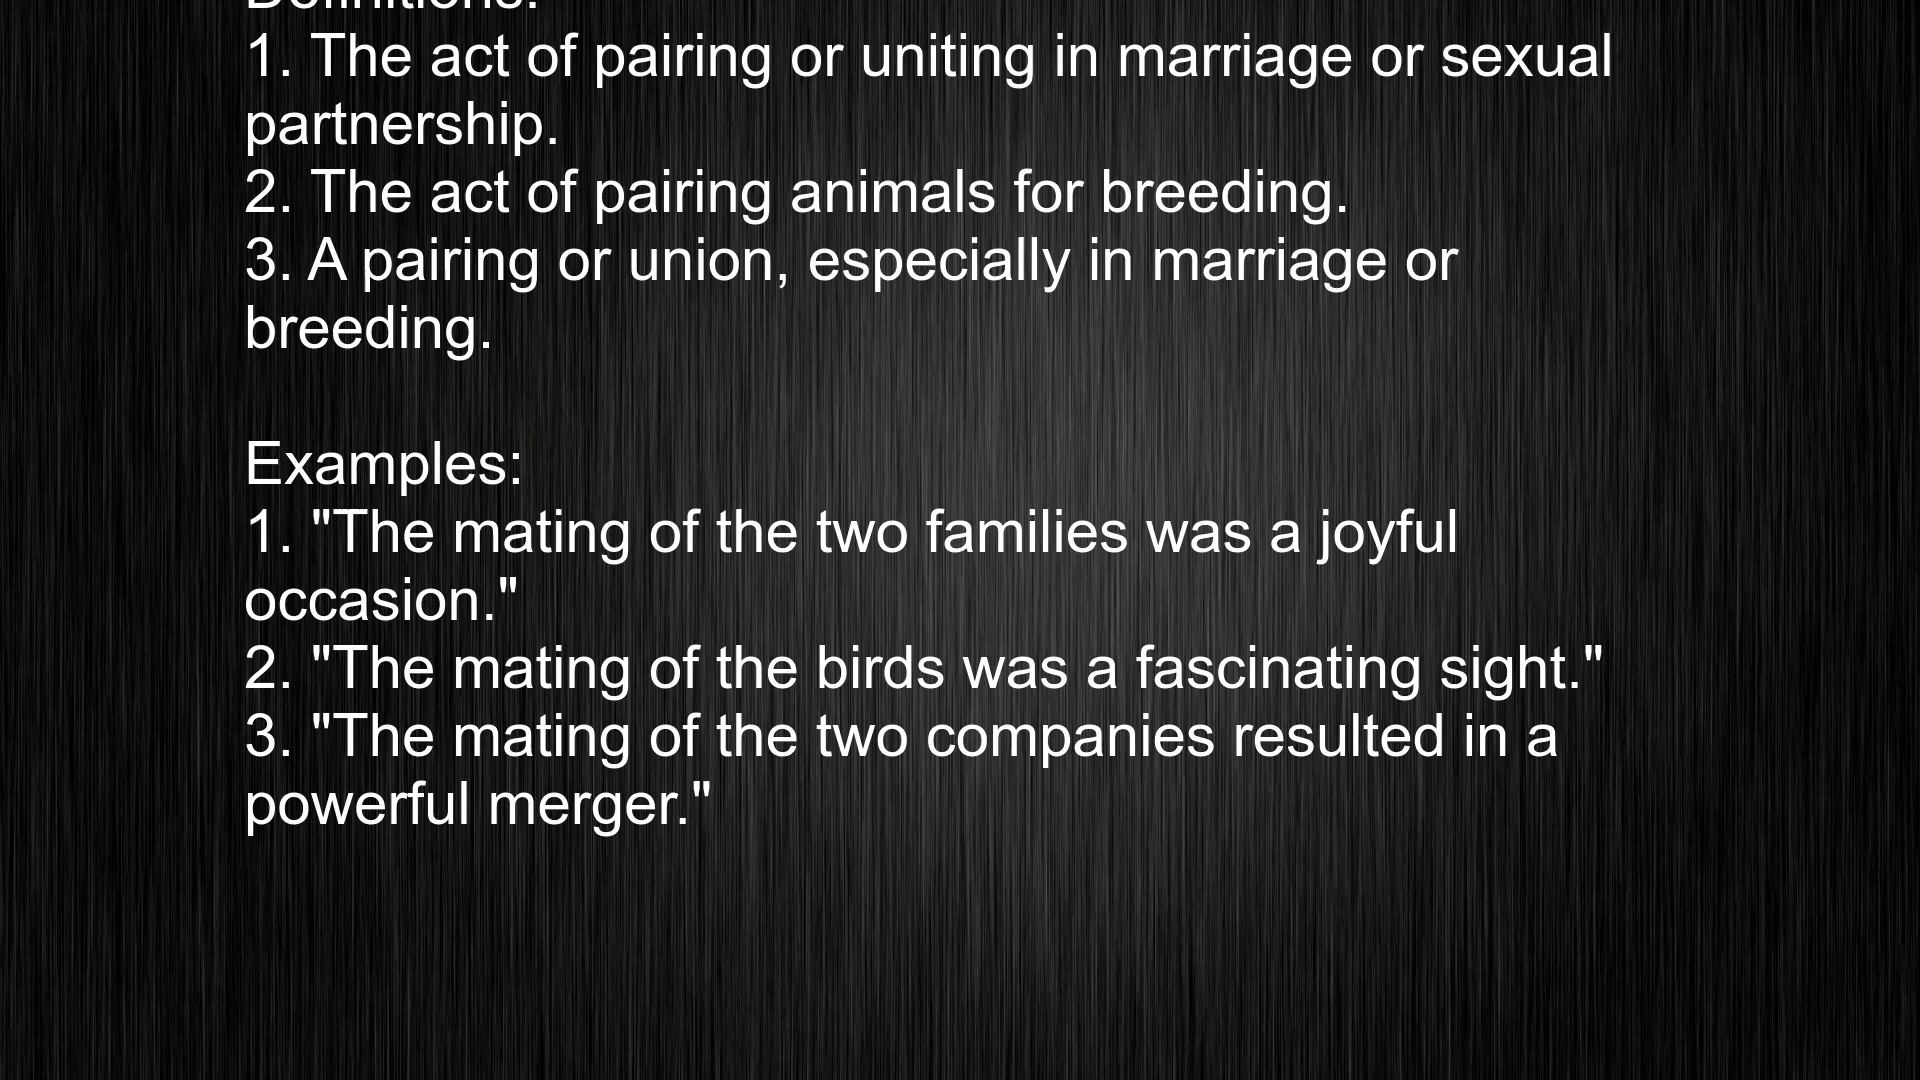 Definitions:
1. The act of pairing or uniting in marriage or sexual
partnership.
2. The act of pairing animals for breeding.
3. A pairing or union, especially in marriage or
breeding.
Examples:
1. "The mating of the two families was a joyful
occasion."
2. "The mating of the birds was a fascinating sight."
3. "The mating of the two companies resulted in a
powerful merger."